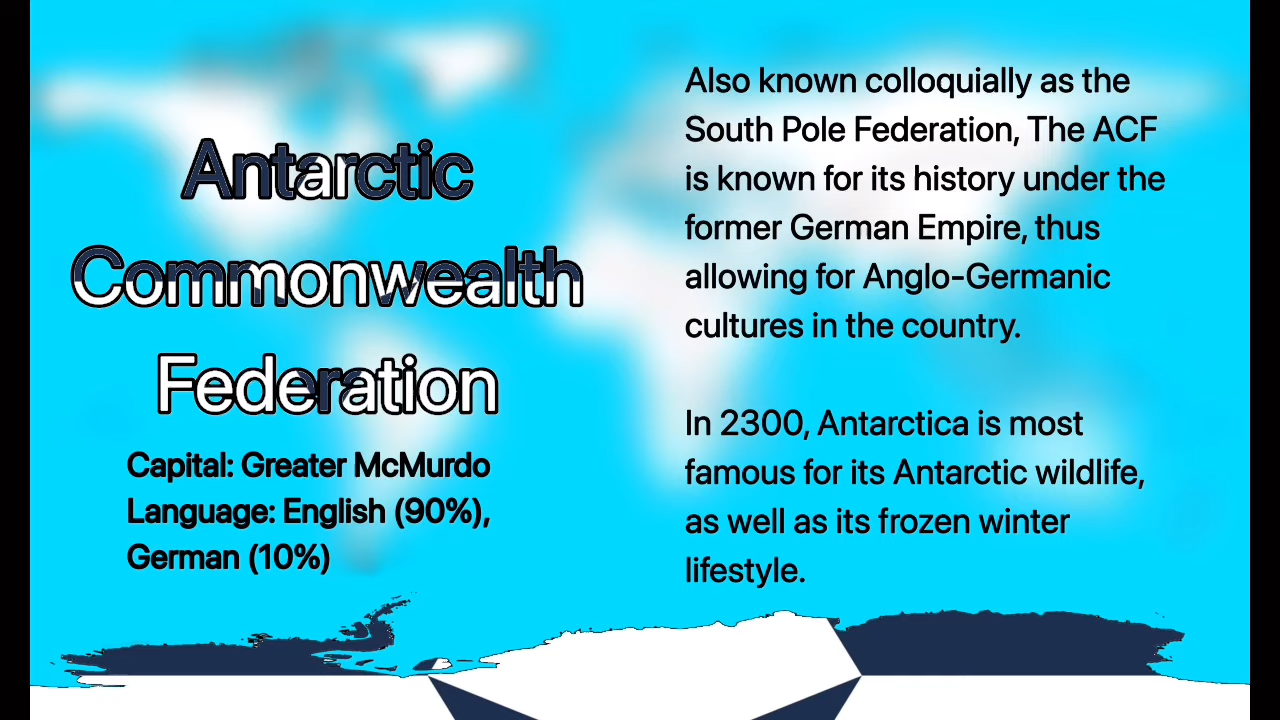 Antarctic
Commonwealth
Federation
Capital: Greater McMurdo
Language: English (90%),
German (10%)
Also known colloquially as the
South Pole Federation, The ACF
is known for its history under the
former German Empire, thus
allowing for Anglo-Germanic
cultures in the country.
In 2300, Antarctica is most
famous for its Antarctic wildlife,
as well as its frozen winter
lifestyle.